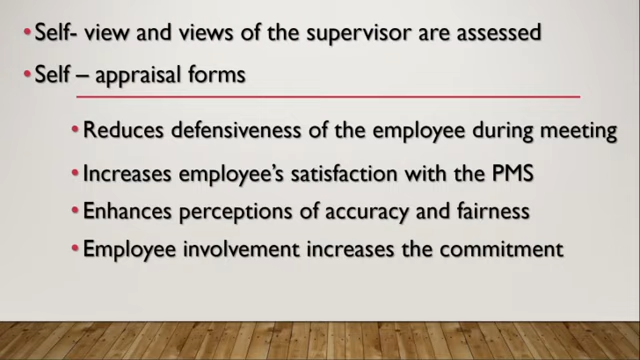 •Self- view and views of the supervisor are assessed
•Self – appraisal forms
•Reduces defensiveness of the employee during meeting
•Increases employee's satisfaction with the PMS
•Enhances perceptions of accuracy and fairness
•Employee involvement increases the commitment